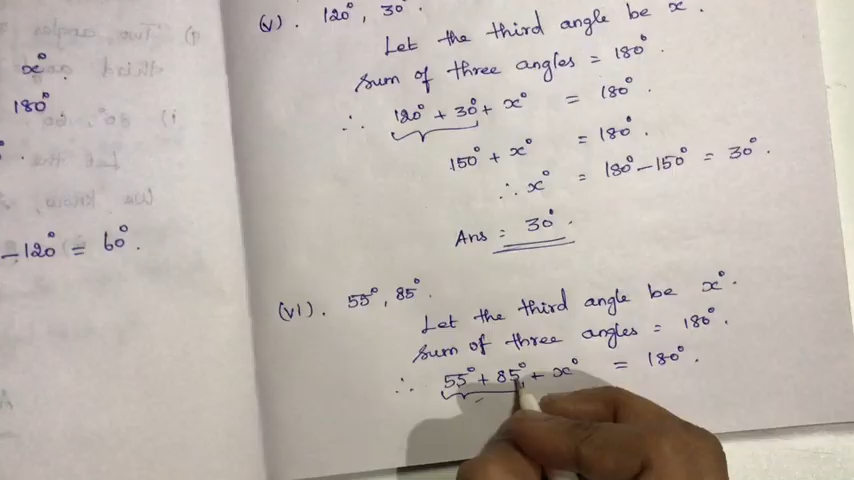 x°
180°
-120° = 60°.
(v). 120°, 30°
Let the third angle be x.
Sum of three angles = 180°.
∴ 120° + 30° + x° = 180°.
150° + x° = 180°.
∴ x° = 180° - 150° = 30°.
Ans = 30°.
(vi). 55°, 85°.
Let the third angle be x°.
Sum of three angles = 180°.
∴ 55° + 85° + x° = 180°.